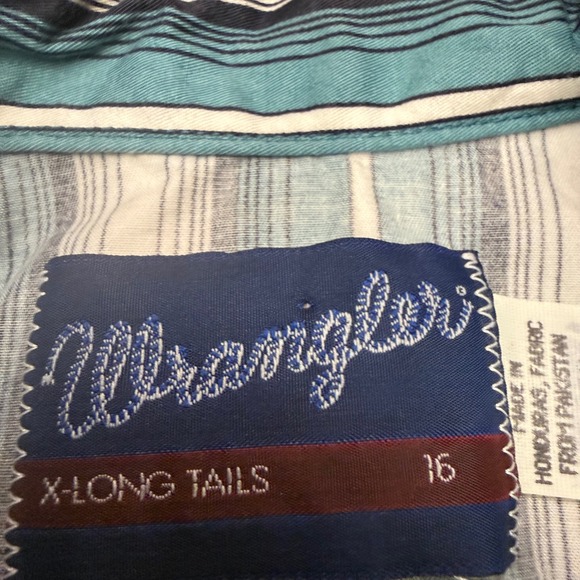 Wrangler®
X-LONG TAILS 16
MADE IN
HONDURAS, FABRIC
FROM PAKISTAN